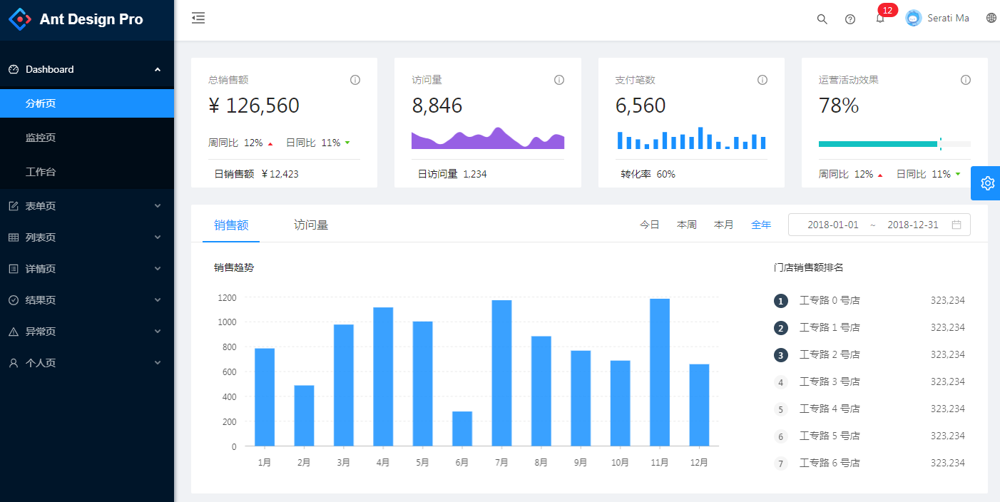 Ant Design Pro
12
Serati Ma
Dashboard
分析页
监控页
工作台
表单页
列表页
详情页
结果页
异常页
个人页
总销售额
¥ 126,560
周同比 12% 日同比 11%
日销售额 ¥ 12,423
访问量
8,846
日访问量 1,234
支付笔数
6,560
转化率 60%
运营活动效果
78%
周同比 12% 日同比 11%
销售额 访问量 今日 本周 本月 全年 2018-01-01 ~ 2018-12-31
销售趋势
1200
1000
800
600
400
200
0
1月 2月 3月 4月 5月 6月 7月 8月 9月 10月 11月 12月
门店销售额排名
1 工专路 0 号店 323,234
2 工专路 1 号店 323,234
3 工专路 2 号店 323,234
4 工专路 3 号店 323,234
5 工专路 4 号店 323,234
6 工专路 5 号店 323,234
7 工专路 6 号店 323,234